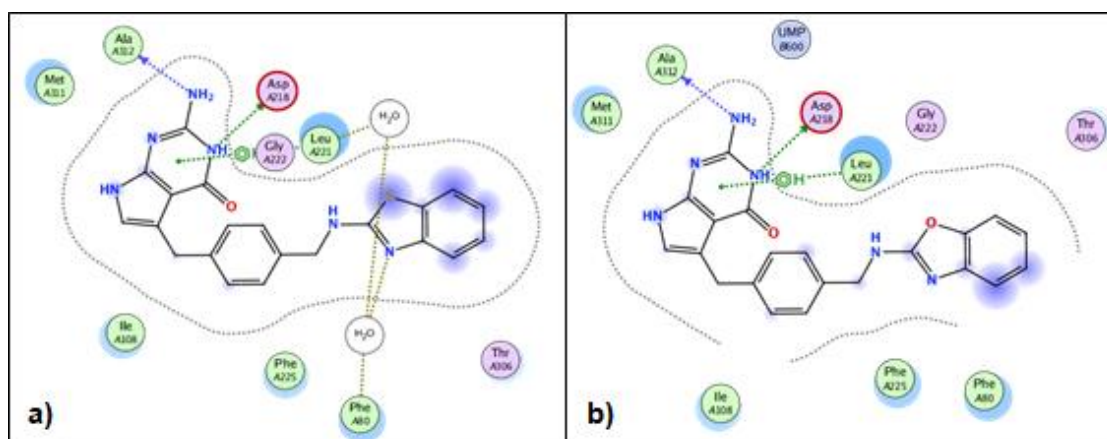 Ala
A312
Met
A311
NH₂
Asp
A218
H₂O
N
NH
H
Gly
A222
Leu
A221
HN
O
H
N
N
H₂O
Ile
A108
Phe
A225
Thr
A306
Phe
A80
a)
UMP
B600
Ala
A312
Met
A311
NH₂
Asp
A218
Gly
A222
Thr
A306
N
NH
H
Leu
A221
HN
O
H
N
O
N
Phe
A225
Phe
A80
Ile
A108
b)